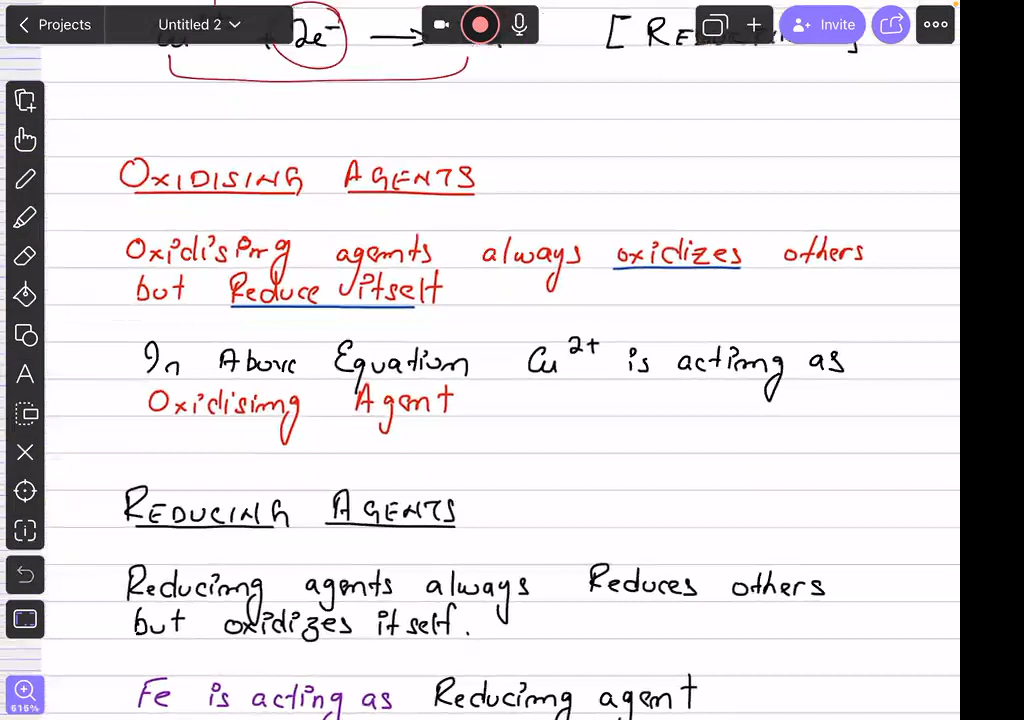 Projects
Untitled 2
Invite
+ 2e⁻ →
OXIDISING AGENTS
Oxidising agents always oxidizes others
but Reduce itself
In Above Equation Cu²⁺ is acting as
Oxidising Agent
REDUCING AGENTS
Reducing agents always Reduces others
but oxidizes itself.
Fe is acting as Reducing agent
616%